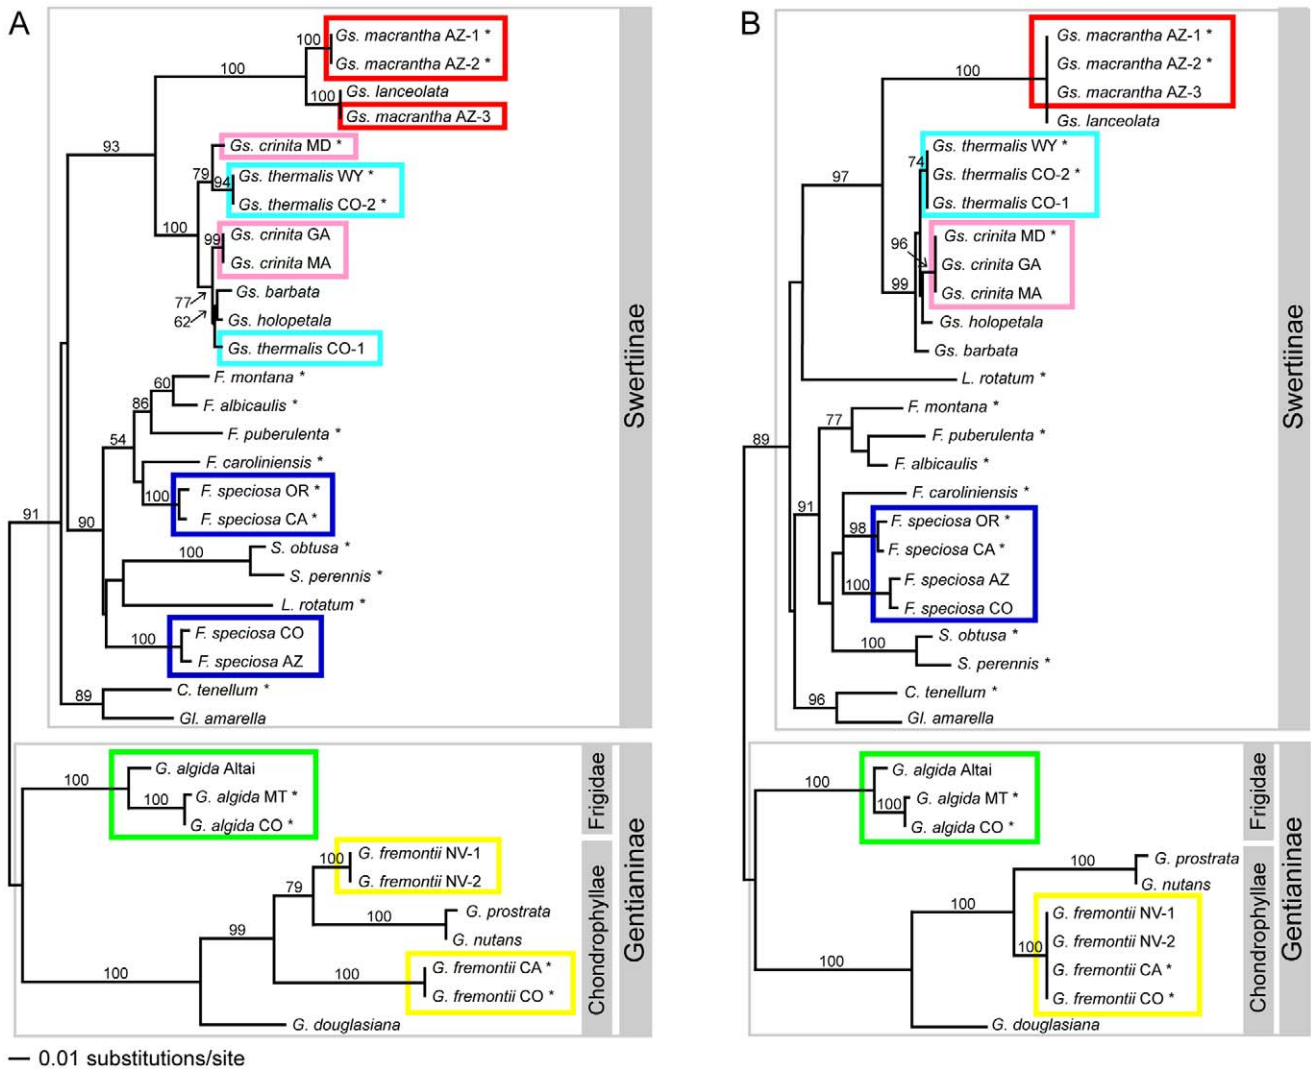 A
100
Gs. macrantha AZ-1 *
Gs. macrantha AZ-2 *
100
100
Gs. lanceolata
Gs. macrantha AZ-3
93
Gs. crinita MD *
79
94
Gs. thermalis WY *
Gs. thermalis CO-2 *
100
99
Gs. crinita GA
Gs. crinita MA
77
62
Gs. barbata
Gs. holopetala
Gs. thermalis CO-1
F. montana *
60
86
F. albicaulis *
F. puberulenta *
54
F. caroliniensis *
100
F. speciosa OR *
F. speciosa CA *
91
90
100
S. obtusa *
S. perennis *
L. rotatum *
100
F. speciosa CO
F. speciosa AZ
89
C. tenellum *
Gl. amarella
Swertiinae
100
G. algida Altai
100
G. algida MT *
G. algida CO *
Frigidae
100
G. fremontii NV-1
G. fremontii NV-2
79
100
G. prostrata
G. nutans
99
100
100
G. fremontii CA *
G. fremontii CO *
G. douglasiana
Chondrophyllae
Gentianinae
0.01 substitutions/site
B
100
Gs. macrantha AZ-1 *
Gs. macrantha AZ-2 *
Gs. macrantha AZ-3
Gs. lanceolata
74
Gs. thermalis WY *
Gs. thermalis CO-2 *
Gs. thermalis CO-1
97
96
Gs. crinita MD *
Gs. crinita GA
Gs. crinita MA
99
Gs. holopetala
Gs. barbata
L. rotatum *
F. montana *
77
F. puberulenta *
F. albicaulis *
89
F. caroliniensis *
91
98
F. speciosa OR *
F. speciosa CA *
100
F. speciosa AZ
F. speciosa CO
100
S. obtusa *
S. perennis *
96
C. tenellum *
Gl. amarella
Swertiinae
100
G. algida Altai
100
G. algida MT *
G. algida CO *
Frigidae
100
G. prostrata
G. nutans
100
100
G. fremontii NV-1
G. fremontii NV-2
G. fremontii CA *
G. fremontii CO *
100
G. douglasiana
Chondrophyllae
Gentianinae